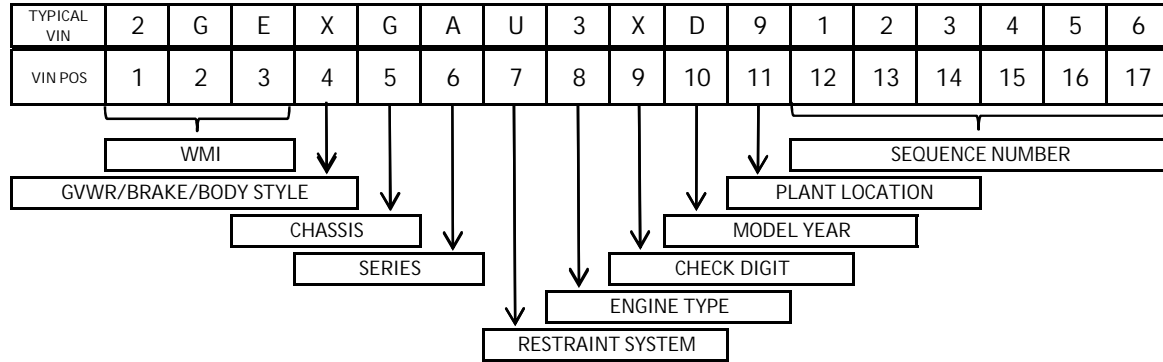 TYPICAL VIN 2 G E X G A U 3 X D 9 1 2 3 4 5 6
VIN POS 1 2 3 4 5 6 7 8 9 10 11 12 13 14 15 16 17
WMI SEQUENCE NUMBER
GVWR/BRAKE/BODY STYLE PLANT LOCATION
CHASSIS MODEL YEAR
SERIES CHECK DIGIT
ENGINE TYPE
RESTRAINT SYSTEM